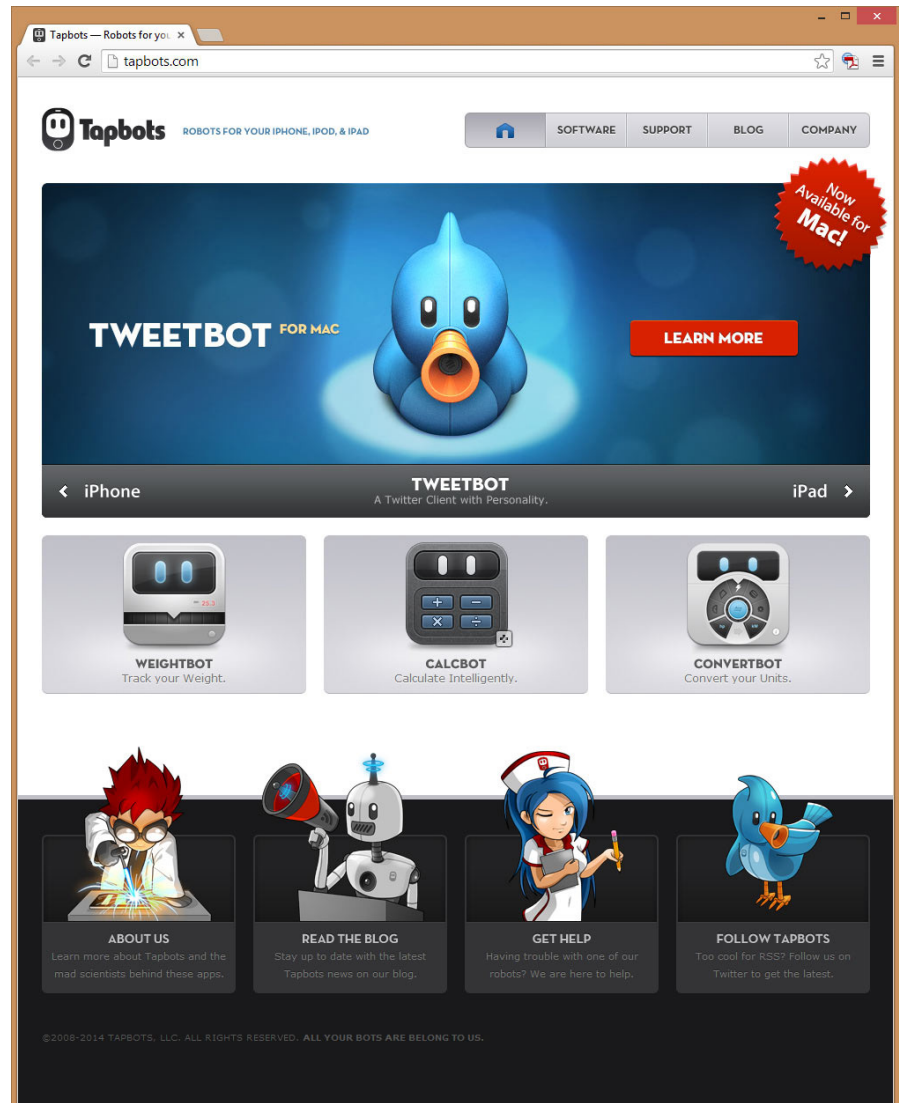 Tapbots — Robots for you
tapbots.com
Tapbots
ROBOTS FOR YOUR IPHONE, IPOD, & IPAD
SOFTWARE
SUPPORT
BLOG
COMPANY
Now
Available for
Mac!
TWEETBOT FOR MAC
LEARN MORE
iPhone
TWEETBOT
A Twitter Client with Personality.
iPad
25.3
+ −
× ÷
WEIGHTBOT
Track your Weight.
CALCBOT
Calculate Intelligently.
CONVERTBOT
Convert your Units.
ABOUT US
Learn more about Tapbots and the
mad scientists behind these apps.
READ THE BLOG
Stay up to date with the latest
Tapbots news on our blog.
GET HELP
Having trouble with one of our
robots? We are here to help.
FOLLOW TAPBOTS
Too cool for RSS? Follow us on
Twitter to get the latest.
©2008-2014 TAPBOTS, LLC. ALL RIGHTS RESERVED. ALL YOUR BOTS ARE BELONG TO US.